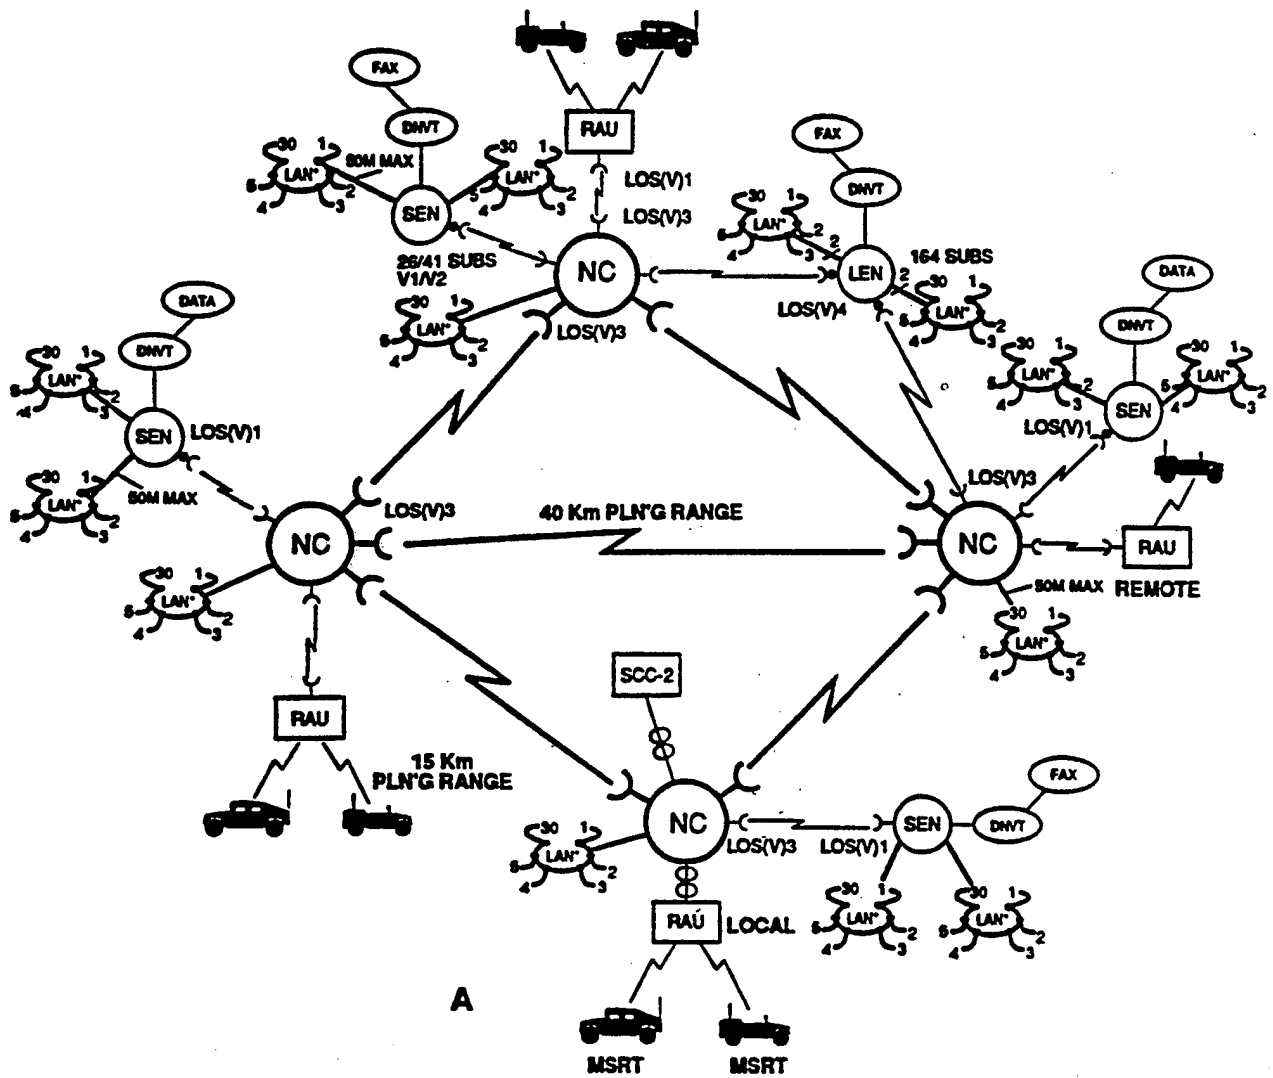 FAX
DNVT
30 1
LAN*
5 2
4 3
50M MAX
SEN
30 1
LAN*
5 2
4 3
26/41 SUBS
V1/V2
RAU
LOS(V)1
LOS(V)3
NC
LOS(V)3
30 1
LAN*
5 2
4 3
FAX
DNVT
30 1
LAN*
5 2
4 3
2
LEN
164 SUBS
2
LOS(V)4
30 1
LAN*
5 2
4 3
DATA
DNVT
30 1
LAN*
5 2
4 3
SEN
30 1
LAN*
5 2
4 3
LOS(V)1
DATA
DNVT
30 1
LAN*
5 2
4 3
SEN
LOS(V)1
30 1
LAN*
5 2
4 3
50M MAX
LOS(V)3
NC
40 Km PLN'G RANGE
LOS(V)3
NC
RAU
REMOTE
50M MAX
30 1
LAN*
5 2
4 3
30 1
LAN*
5 2
4 3
RAU
15 Km
PLN'G RANGE
SCC-2
NC
LOS(V)3
LOS(V)1
SEN
DNVT
FAX
30 1
LAN*
5 2
4 3
30 1
LAN*
5 2
4 3
30 1
LAN*
5 2
4 3
RAU
LOCAL
A
MSRT
MSRT